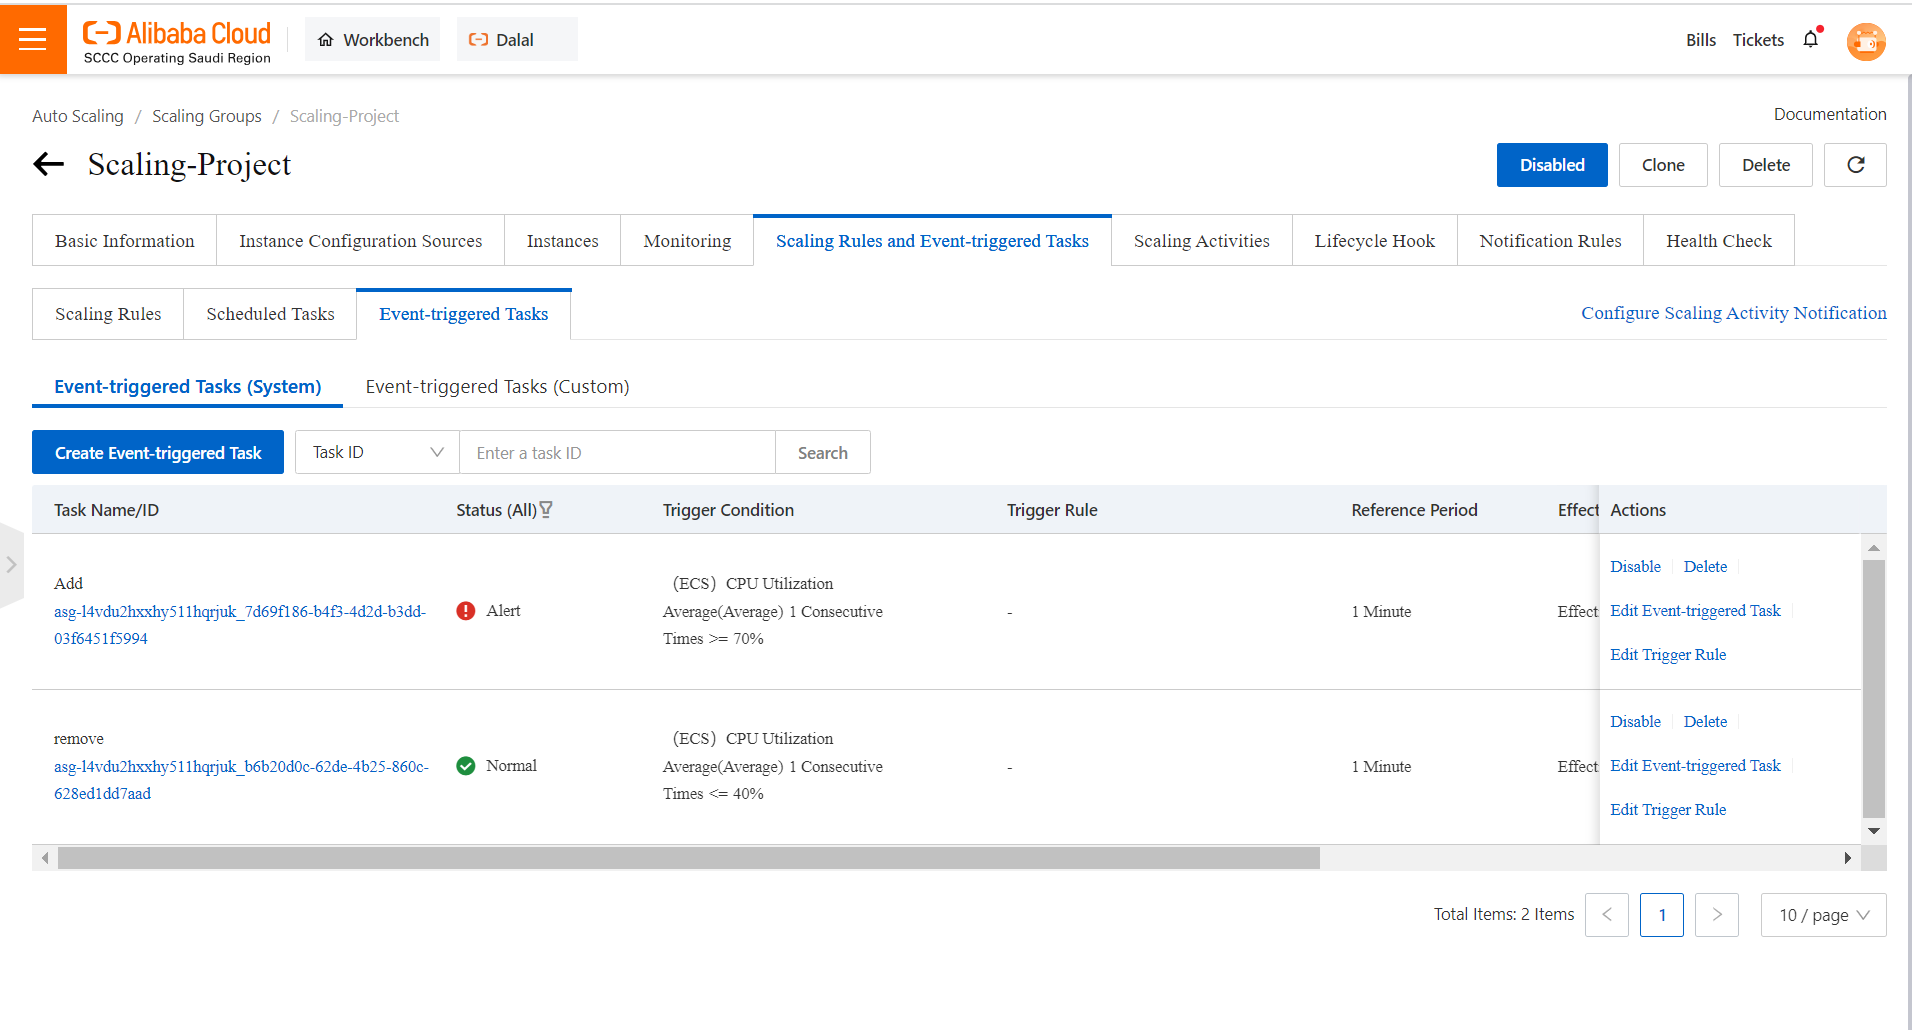 Alibaba Cloud
SCCC Operating Saudi Region
Workbench
Dalal
Bills
Tickets
Auto Scaling / Scaling Groups / Scaling-Project
Documentation
Scaling-Project
Disabled
Clone
Delete
Basic Information
Instance Configuration Sources
Instances
Monitoring
Scaling Rules and Event-triggered Tasks
Scaling Activities
Lifecycle Hook
Notification Rules
Health Check
Scaling Rules
Scheduled Tasks
Event-triggered Tasks
Configure Scaling Activity Notification
Event-triggered Tasks (System)
Event-triggered Tasks (Custom)
Create Event-triggered Task
Task ID
Enter a task ID
Search
Task Name/ID
Status (All)
Trigger Condition
Trigger Rule
Reference Period
Effect
Actions
Add
asg-l4vdu2hxxhy511hqrjuk_7d69f186-b4f3-4d2d-b3dd-
03f6451f5994
Alert
（ECS）CPU Utilization
Average(Average) 1 Consecutive
Times >= 70%
-
1 Minute
Effect
Disable
Delete
Edit Event-triggered Task
Edit Trigger Rule
remove
asg-l4vdu2hxxhy511hqrjuk_b6b20d0c-62de-4b25-860c-
628ed1dd7aad
Normal
（ECS）CPU Utilization
Average(Average) 1 Consecutive
Times <= 40%
-
1 Minute
Effect
Disable
Delete
Edit Event-triggered Task
Edit Trigger Rule
Total Items: 2 Items
1
10 / page